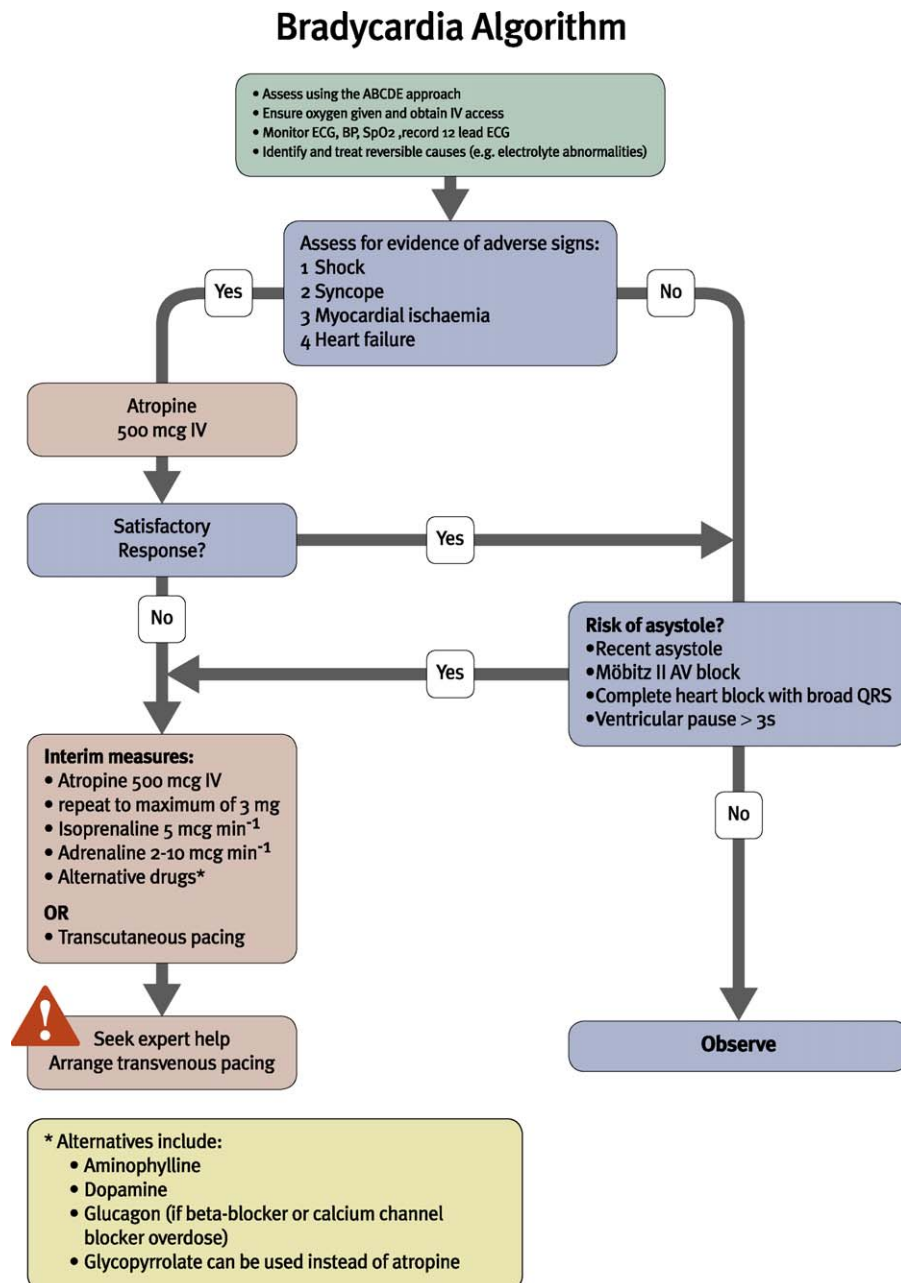 Bradycardia Algorithm
• Assess using the ABCDE approach
• Ensure oxygen given and obtain IV access
• Monitor ECG, BP, SpO2 ,record 12 lead ECG
• Identify and treat reversible causes (e.g. electrolyte abnormalities)
Assess for evidence of adverse signs:
1 Shock
2 Syncope
3 Myocardial ischaemia
4 Heart failure
Yes
No
Atropine
500 mcg IV
Satisfactory
Response?
Yes
No
Risk of asystole?
•Recent asystole
•Möbitz II AV block
•Complete heart block with broad QRS
•Ventricular pause > 3s
Yes
No
Interim measures:
• Atropine 500 mcg IV
• repeat to maximum of 3 mg
• Isoprenaline 5 mcg min⁻¹
• Adrenaline 2-10 mcg min⁻¹
• Alternative drugs*
OR
• Transcutaneous pacing
!
Seek expert help
Arrange transvenous pacing
Observe
* Alternatives include:
• Aminophylline
• Dopamine
• Glucagon (if beta-blocker or calcium channel
blocker overdose)
• Glycopyrrolate can be used instead of atropine